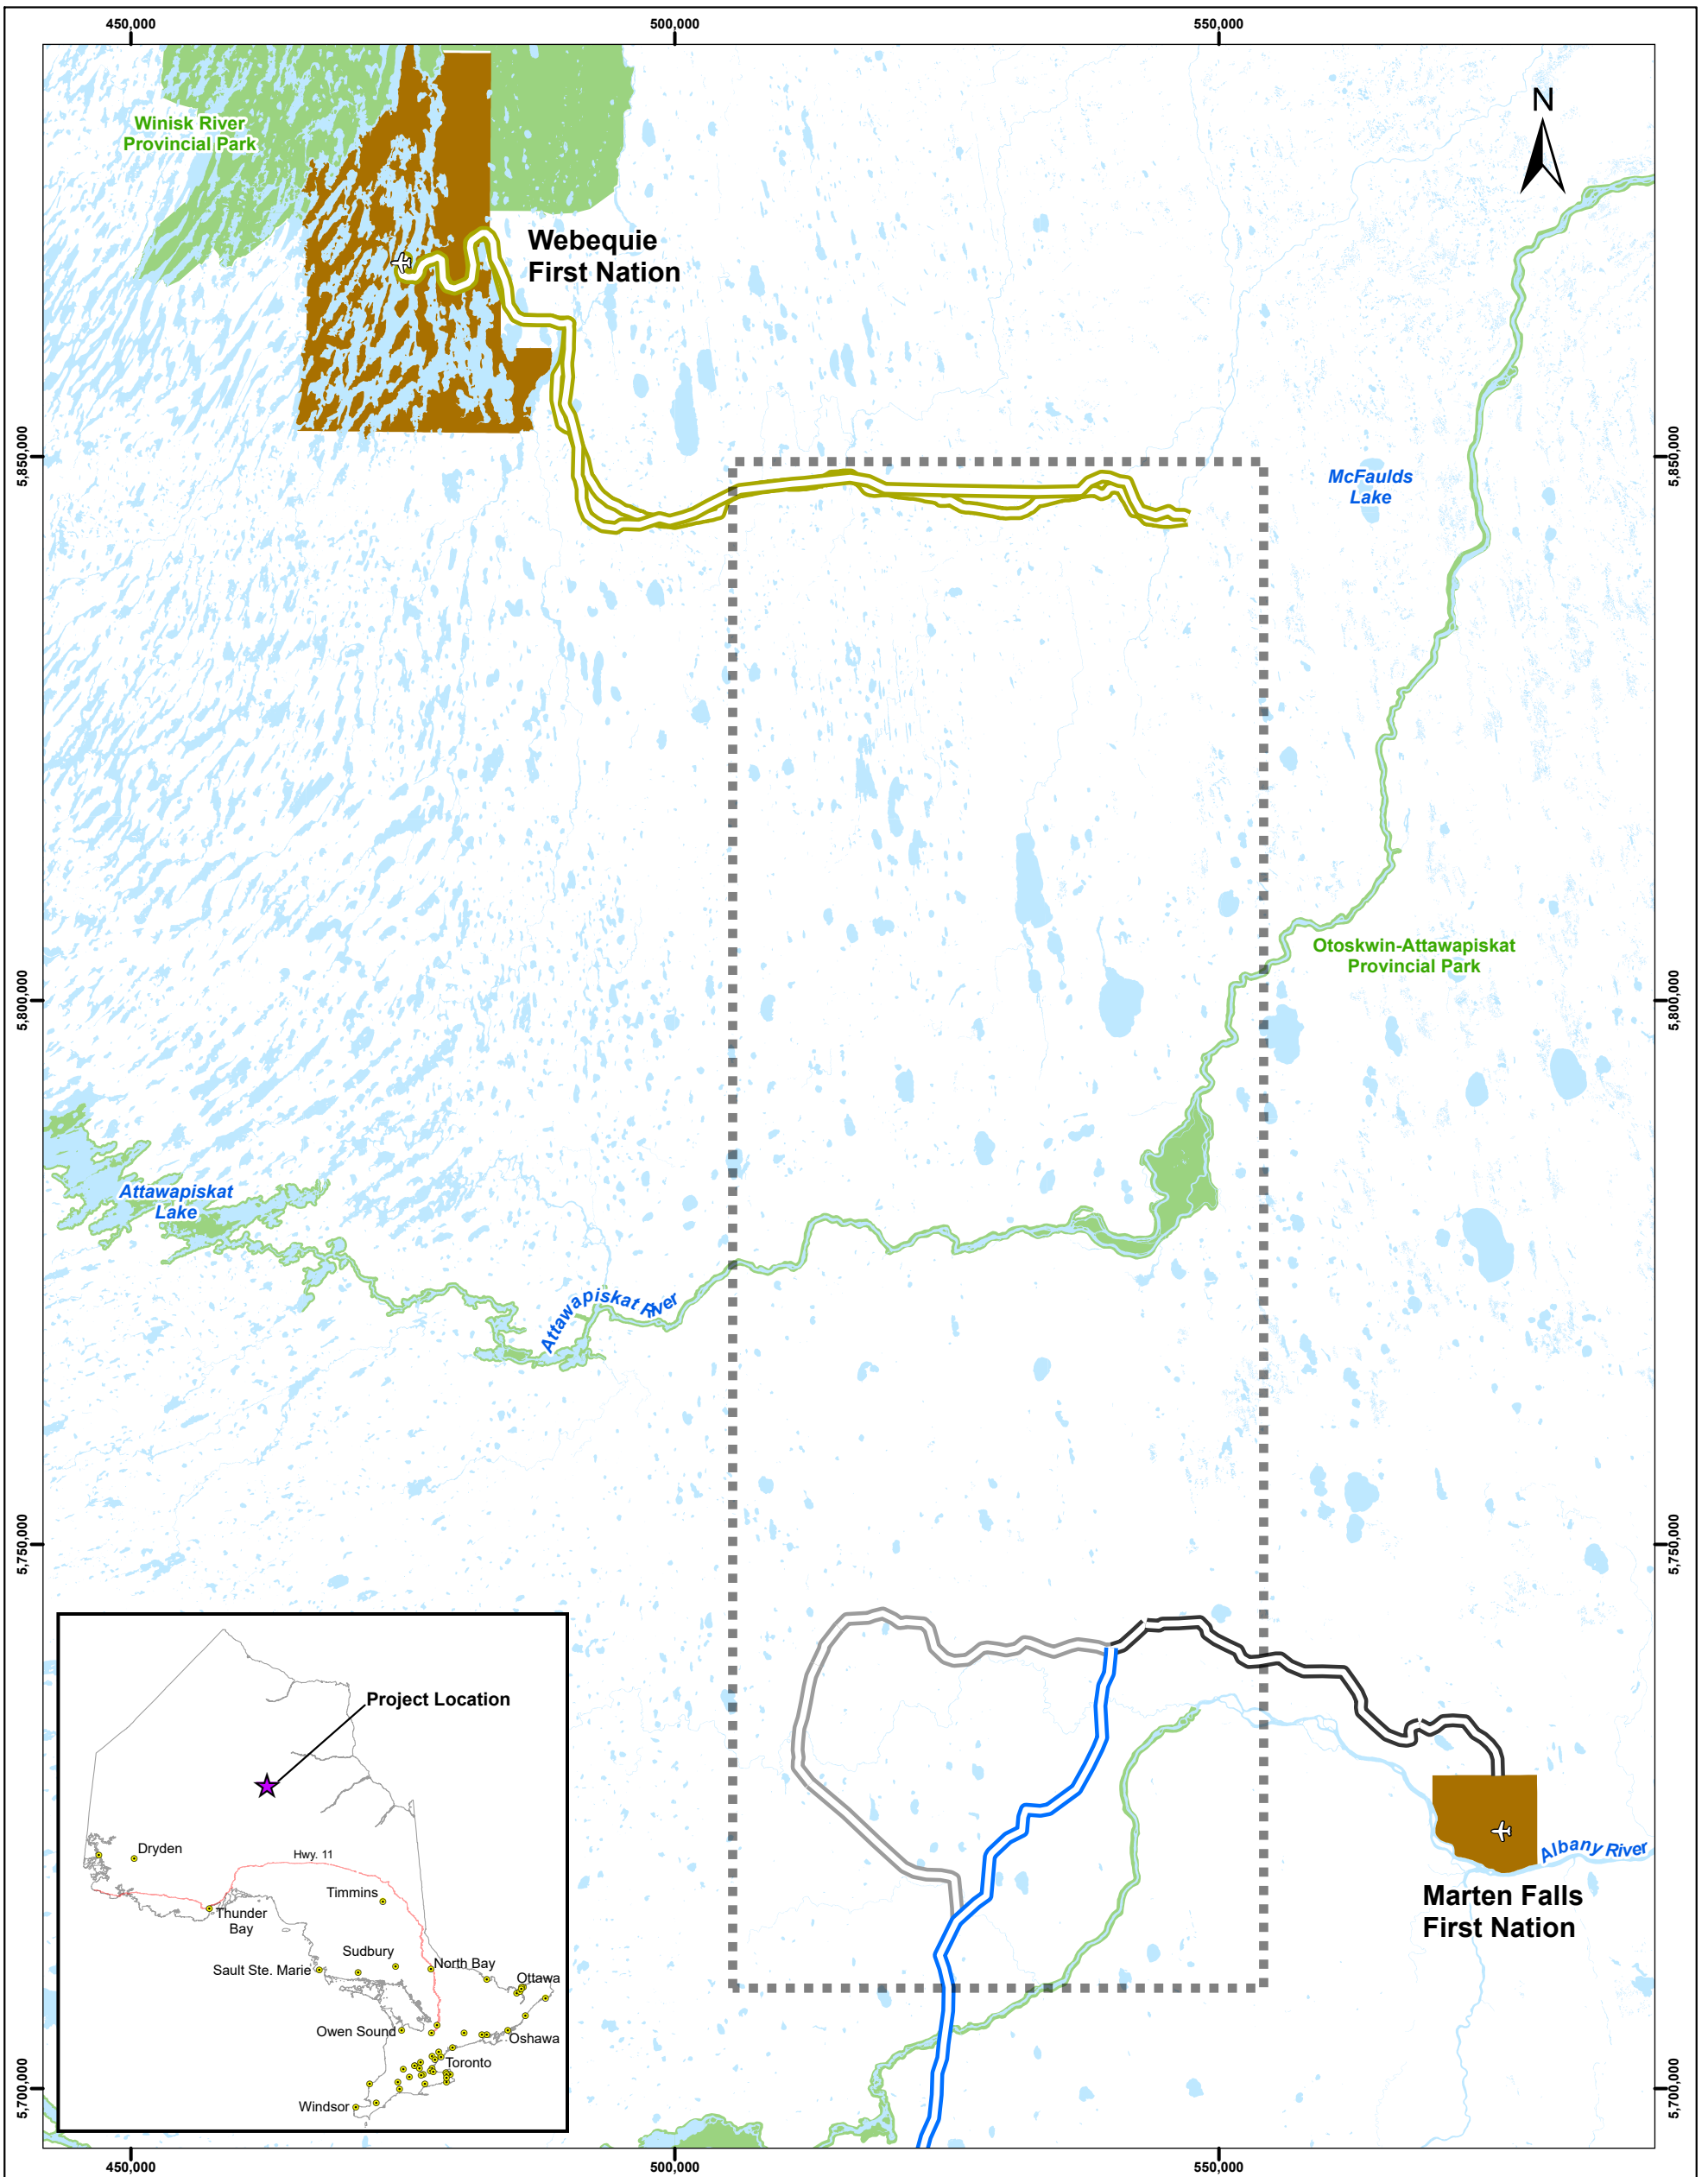 450,000
500,000
550,000
N
Winisk River
Provincial Park
Webequie
First Nation
5,850,000
5,850,000
McFaulds
Lake
Otoskwin-Attawapiskat
Provincial Park
5,800,000
5,800,000
Attawapiskat
Lake
Attawapiskat River
5,750,000
5,750,000
Project Location
Dryden
Hwy. 11
Timmins
Thunder
Bay
Sudbury
North Bay
Sault Ste. Marie
Ottawa
Owen Sound
Oshawa
Toronto
Windsor
Albany River
Marten Falls
First Nation
5,700,000
5,700,000
450,000
500,000
550,000